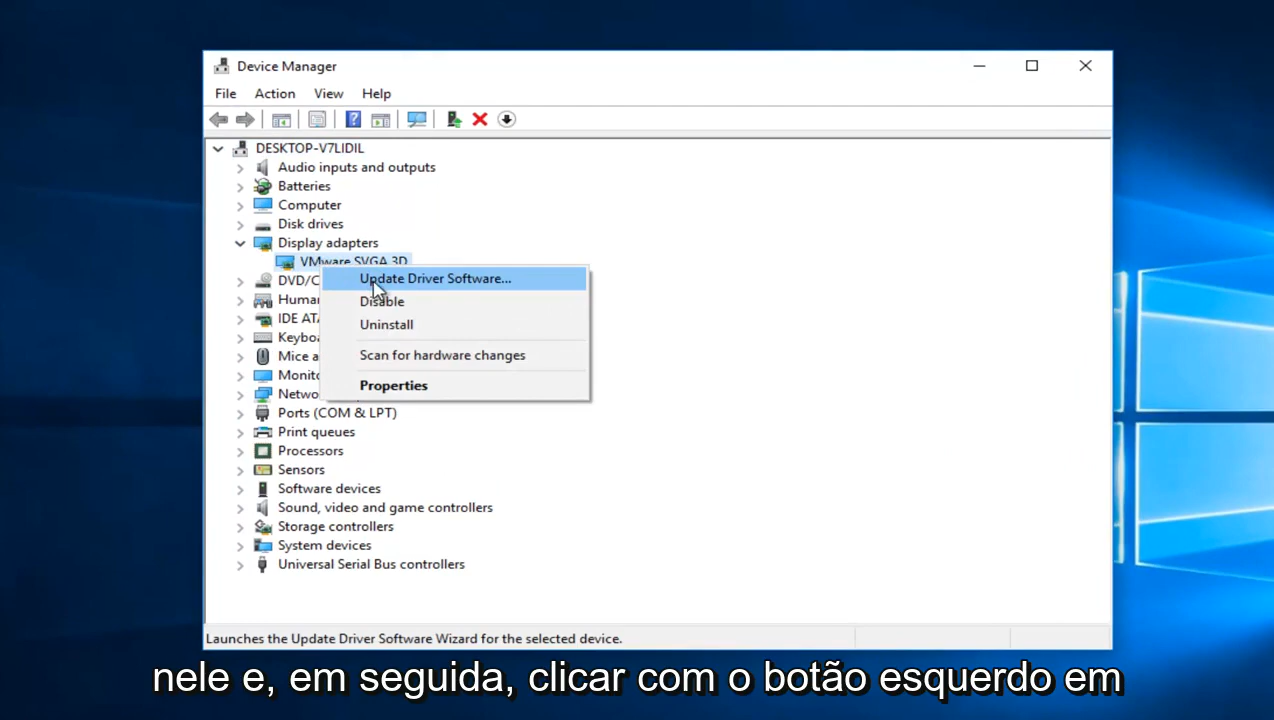 Device Manager
File Action View Help
DESKTOP-V7LIDIL
Audio inputs and outputs
Batteries
Computer
Disk drives
Display adapters
VMware SVGA 3D
Update Driver Software...
Disable
Uninstall
Scan for hardware changes
Properties
DVD/C
Human
IDE ATA
Keyboa
Mice a
Monito
Netwo
Ports (COM & LPT)
Print queues
Processors
Sensors
Software devices
Sound, video and game controllers
Storage controllers
System devices
Universal Serial Bus controllers
Launches the Update Driver Software Wizard for the selected device.
nele e, em seguida, clicar com o botão esquerdo em